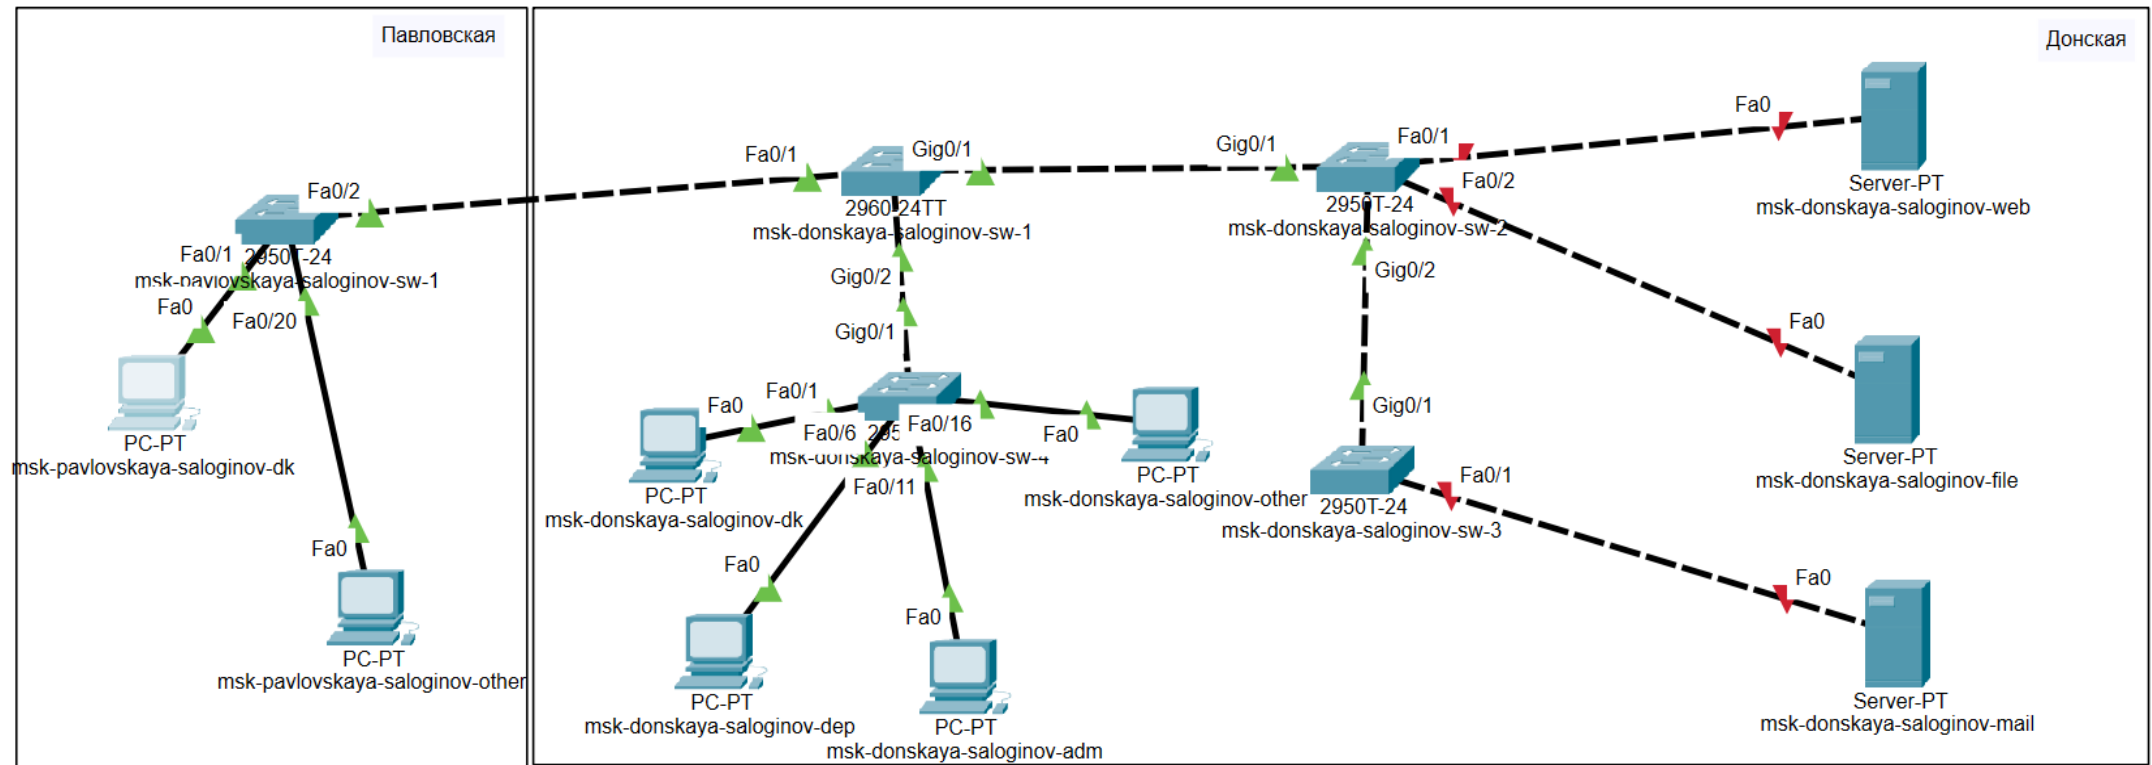 Павловская
Донская
Fa0/2
Fa0/1
2950T-24
msk-pavlovskaya-saloginov-sw-1
Fa0
Fa0/20
PC-PT
msk-pavlovskaya-saloginov-dk
Fa0
PC-PT
msk-pavlovskaya-saloginov-other
Fa0/1
Gig0/1
2960-24TT
msk-donskaya-saloginov-sw-1
Gig0/2
Gig0/1
Fa0/1
Fa0
Fa0/6
Fa0/16
msk-donskaya-saloginov-sw-4
Fa0/11
Fa0
PC-PT
msk-donskaya-saloginov-dk
PC-PT
msk-donskaya-saloginov-other
Fa0
PC-PT
msk-donskaya-saloginov-dep
Fa0
PC-PT
msk-donskaya-saloginov-adm
Gig0/1
Fa0/1
Fa0/2
2950T-24
msk-donskaya-saloginov-sw-2
Gig0/2
Gig0/1
Fa0/1
2950T-24
msk-donskaya-saloginov-sw-3
Fa0
Server-PT
msk-donskaya-saloginov-web
Fa0
Server-PT
msk-donskaya-saloginov-file
Fa0
Server-PT
msk-donskaya-saloginov-mail